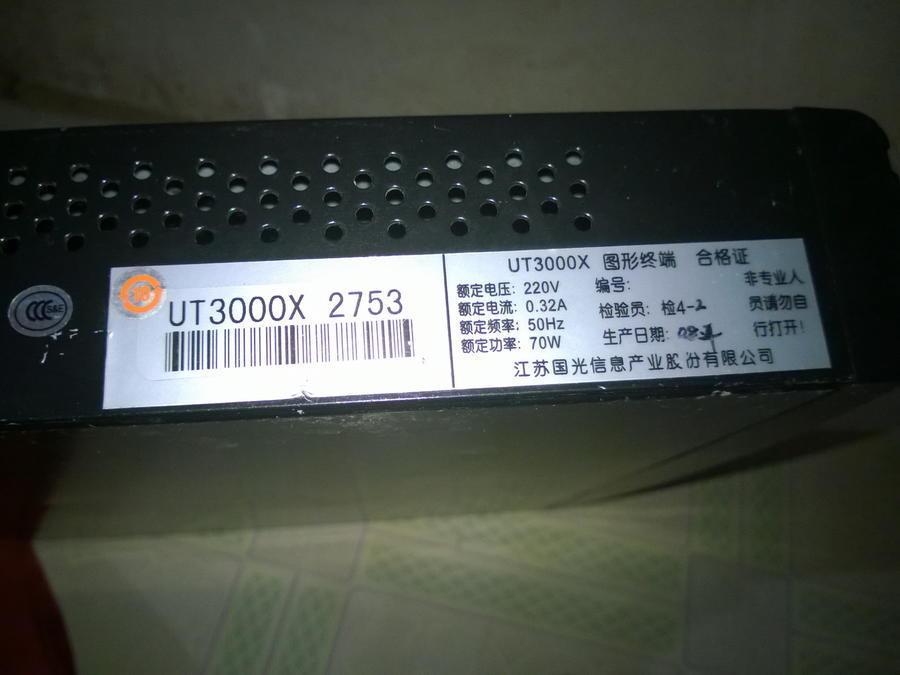 CCC S&E
18
UT3000X 2753
UT3000X 图形终端 合格证
额定电压: 220V
额定电流: 0.32A
额定频率: 50Hz
额定功率: 70W
编号:
检验员: 检4-2
生产日期:
非专业人
员请勿自
行打开!
江苏国光信息产业股份有限公司